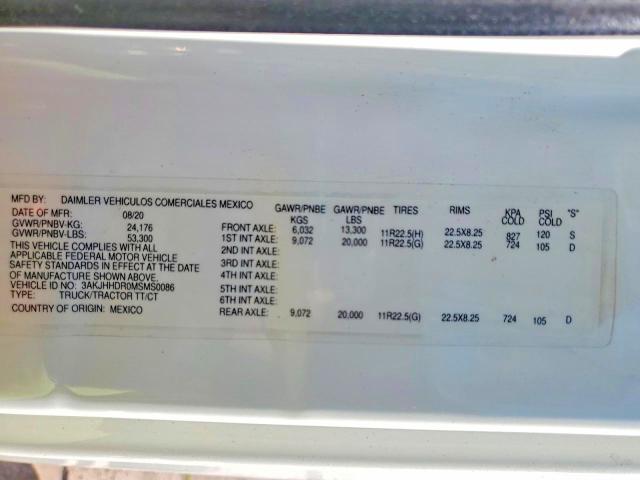 MFD BY: DAIMLER VEHICULOS COMERCIALES MEXICO
DATE OF MFR: 08/20
GVWR/PNBV-KG: 24,176
GVWR/PNBV-LBS: 53,300
THIS VEHICLE COMPLIES WITH ALL
APPLICABLE FEDERAL MOTOR VEHICLE
SAFETY STANDARDS IN EFFECT AT THE DATE
OF MANUFACTURE SHOWN ABOVE
VEHICLE ID NO: 3AKJHHDR0MSMS0086
TYPE: TRUCK/TRACTOR TT/CT
COUNTRY OF ORIGIN: MEXICO
GAWR/PNBE KGS GAWR/PNBE LBS TIRES RIMS KPA COLD PSI COLD "S"
FRONT AXLE: 6,032 13,300 11R22.5(H) 22.5X8.25 827 120 S
1ST INT AXLE: 9,072 20,000 11R22.5(G) 22.5X8.25 724 105 D
2ND INT AXLE:
3RD INT AXLE:
4TH INT AXLE:
5TH INT AXLE:
6TH INT AXLE:
REAR AXLE: 9,072 20,000 11R22.5(G) 22.5X8.25 724 105 D